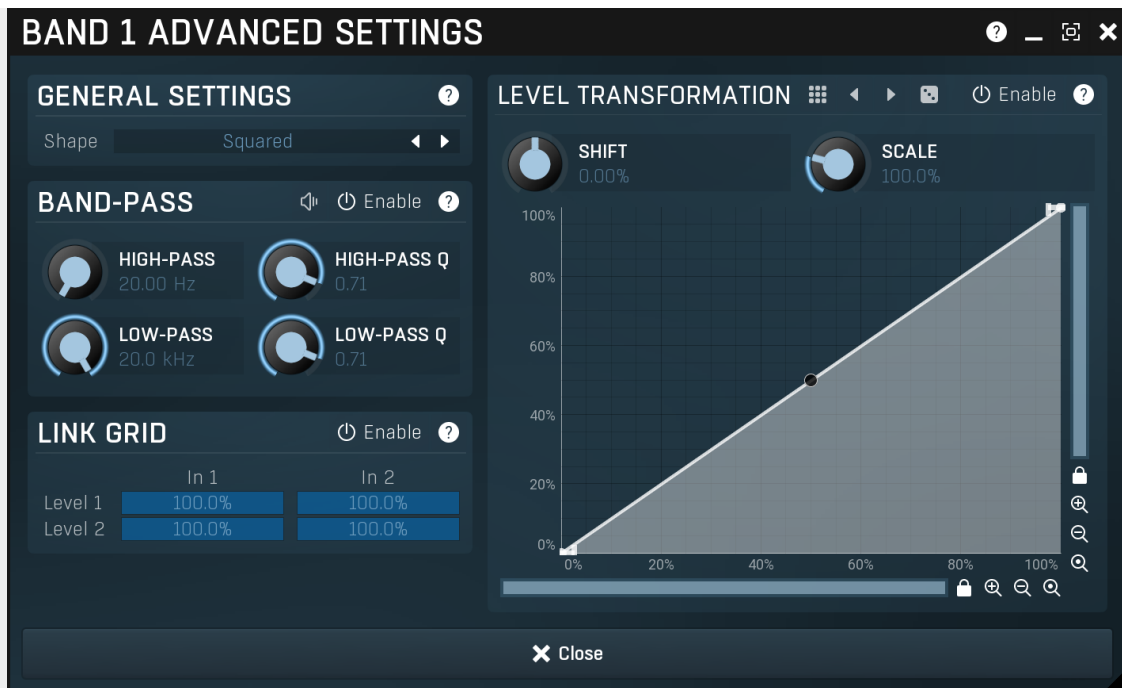 BAND 1 ADVANCED SETTINGS
GENERAL SETTINGS
Shape Squared
BAND-PASS Enable
HIGH-PASS
20.00 Hz
HIGH-PASS Q
0.71
LOW-PASS
20.0 kHz
LOW-PASS Q
0.71
LINK GRID Enable
In 1 In 2
Level 1 100.0% 100.0%
Level 2 100.0% 100.0%
LEVEL TRANSFORMATION Enable
SHIFT
0.00%
SCALE
100.0%
100%
80%
60%
40%
20%
0%
0% 20% 40% 60% 80% 100%
Close